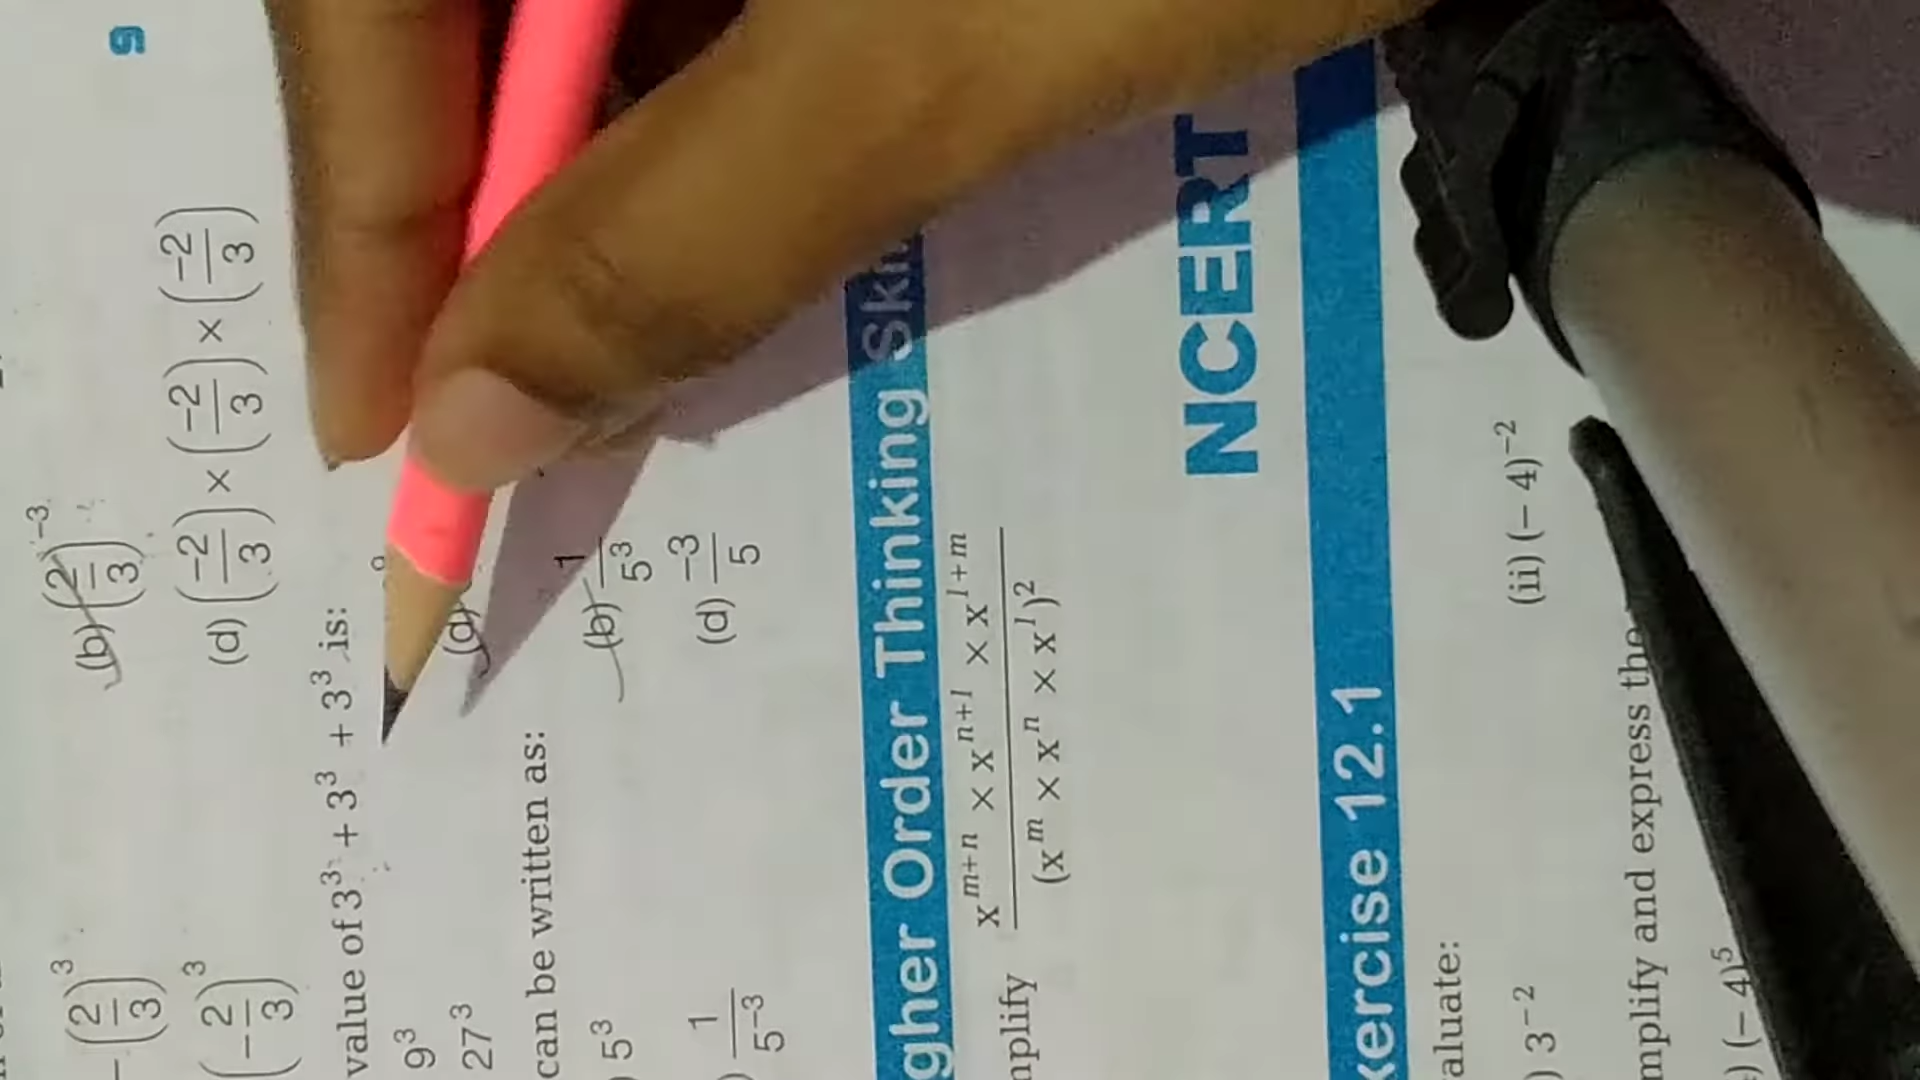 9
-(2/3)^3 (b) (2/3)^-3
(-2/3)^3 (d) (-2/3) × (-2/3) × (-2/3)
value of 3^3 + 3^3 + 3^3 is:
9^3
27^3 (d)
can be written as:
5^3 (b) 1/5^3
1/5^-3 (d) -3/5
gher Order Thinking
mplify x^m+n × x^n+l × x^l+m / (x^m × x^n × x^l)^2
NCERT
xercise 12.1
aluate:
) 3^-2 (ii) (- 4)^-2
mplify and express the
) (- 4)^5